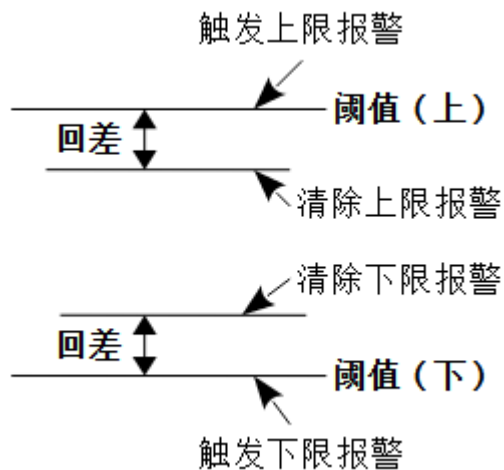 触发上限报警
阈值（上）
回差
清除上限报警
清除下限报警
回差
阈值（下）
触发下限报警